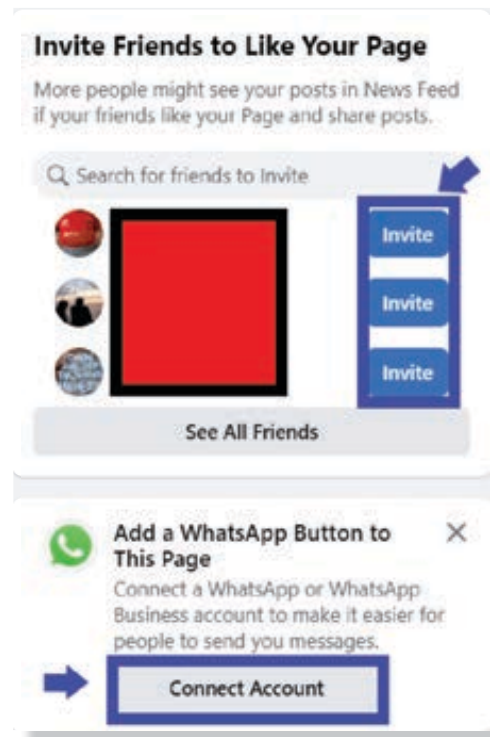 Invite Friends to Like Your Page
More people might see your posts in News Feed
if your friends like your Page and share posts.
Search for friends to Invite
Invite
Invite
Invite
See All Friends
Add a WhatsApp Button to
This Page
Connect a WhatsApp or WhatsApp
Business account to make it easier for
people to send you messages.
Connect Account